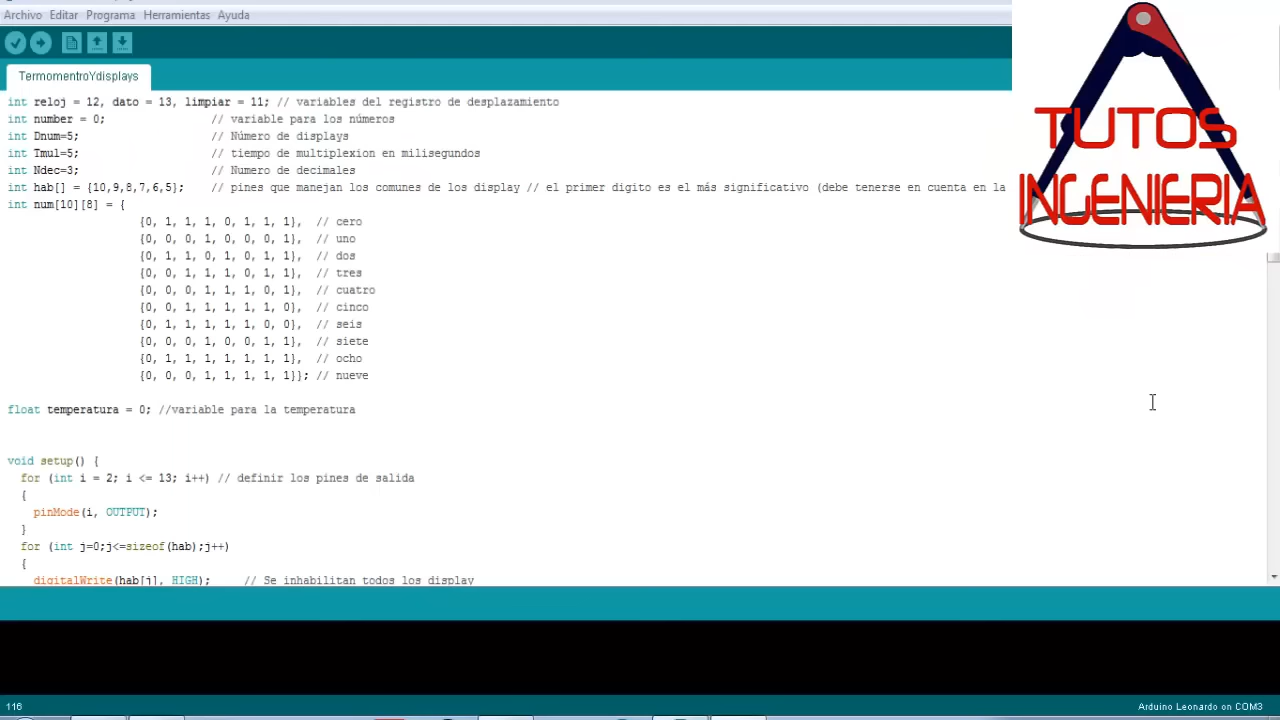 Archivo Editar Programa Herramientas Ayuda
TUTOS
INGENIERIA
TermomentroYdisplays
int reloj = 12, dato = 13, limpiar = 11; // variables del registro de desplazamiento
int number = 0; // variable para los números
int Dnum=5; // Número de displays
int Tmul=5; // tiempo de multiplexion en milisegundos
int Ndec=3; // Numero de decimales
int hab[] = {10,9,8,7,6,5}; // pines que manejan los comunes de los display // el primer digito es el más significativo (debe tenerse en cuenta en la
int num[10][8] = {
{0, 1, 1, 1, 0, 1, 1, 1}, // cero
{0, 0, 0, 1, 0, 0, 0, 1}, // uno
{0, 1, 1, 0, 1, 0, 1, 1}, // dos
{0, 0, 1, 1, 1, 0, 1, 1}, // tres
{0, 0, 0, 1, 1, 1, 0, 1}, // cuatro
{0, 0, 1, 1, 1, 1, 1, 0}, // cinco
{0, 1, 1, 1, 1, 1, 0, 0}, // seis
{0, 0, 0, 1, 0, 0, 1, 1}, // siete
{0, 1, 1, 1, 1, 1, 1, 1}, // ocho
{0, 0, 0, 1, 1, 1, 1, 1}}; // nueve
float temperatura = 0; //variable para la temperatura
void setup() {
for (int i = 2; i <= 13; i++) // definir los pines de salida
{
pinMode(i, OUTPUT);
}
for (int j=0;j<=sizeof(hab);j++)
{
digitalWrite(hab[j], HIGH); // Se inhabilitan todos los display
116
Arduino Leonardo on COM3